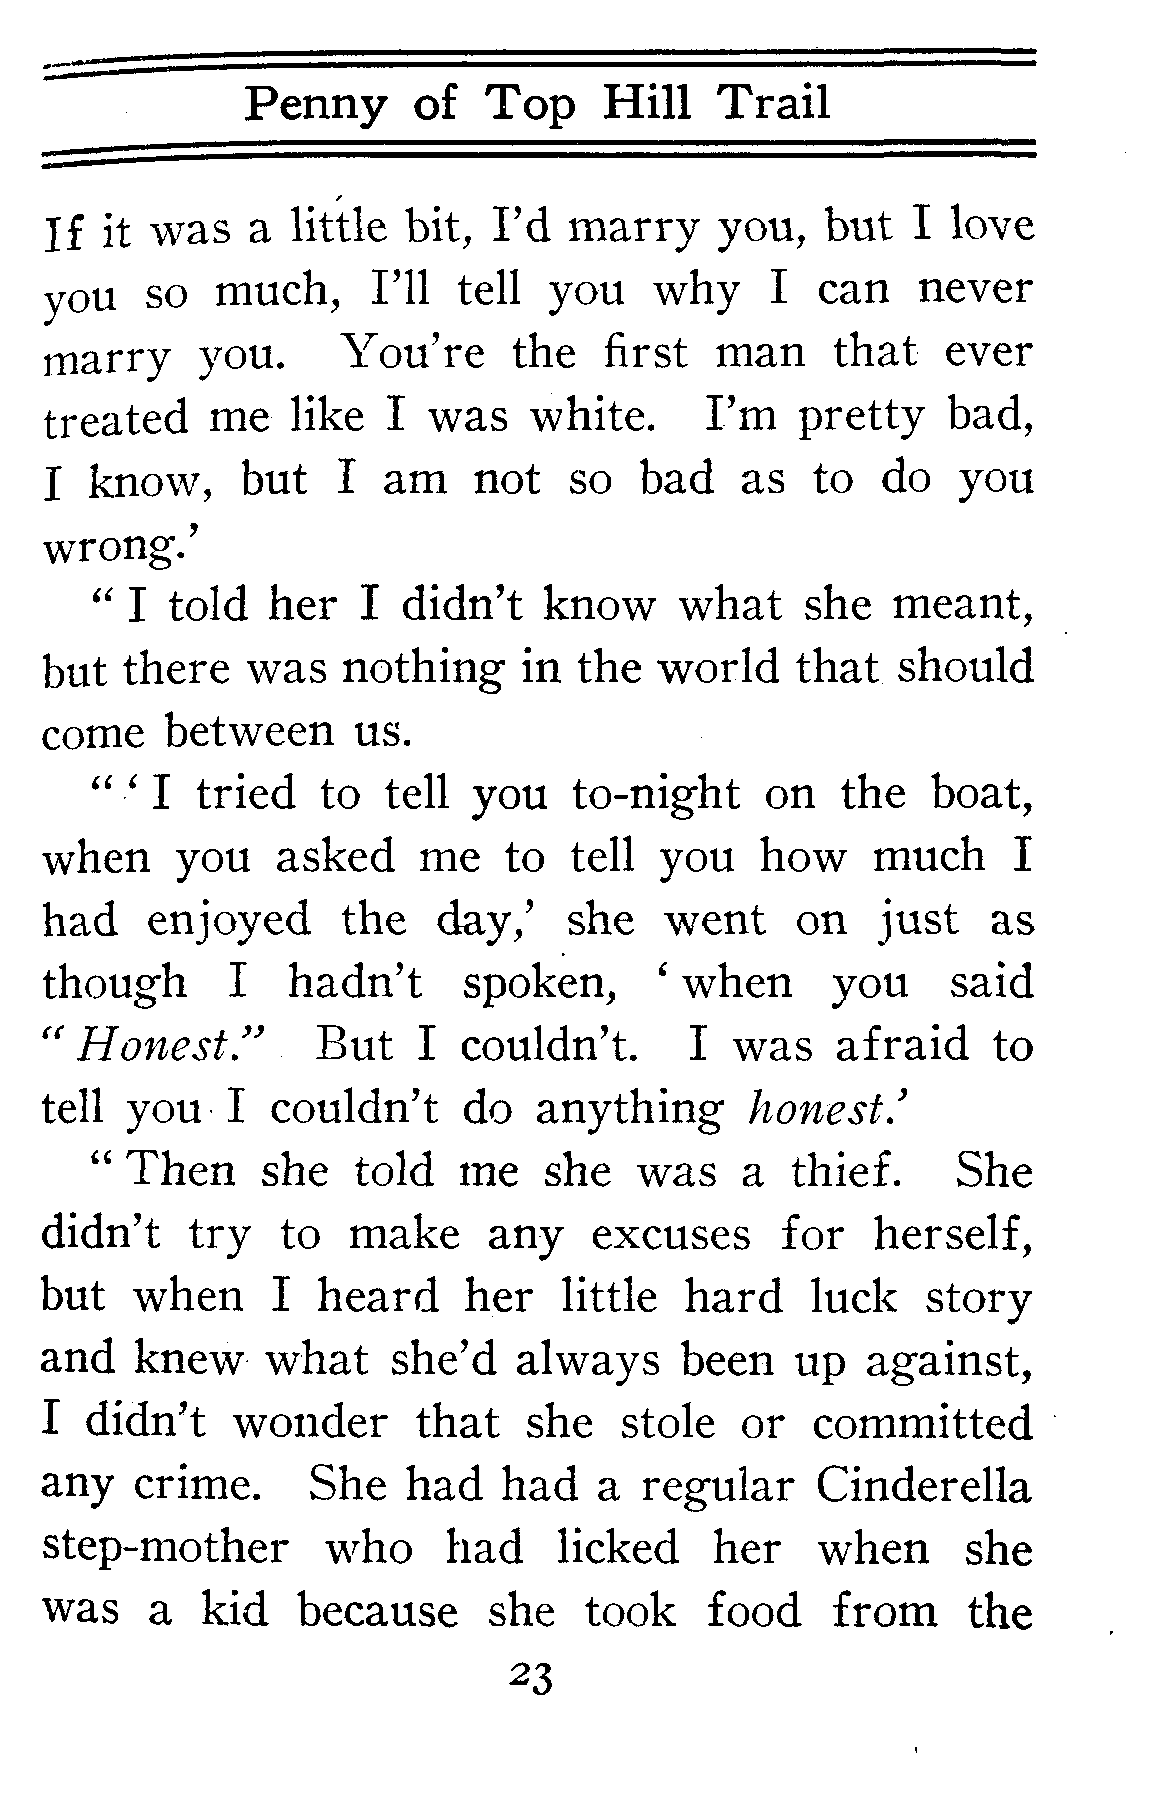 Penny of Top Hill Trail
If it was a little bit, I'd marry you, but I love
you so much, I'll tell you why I can never
marry you. You're the first man that ever
treated me like I was white. I'm pretty bad,
I know, but I am not so bad as to do you
wrong.'
" I told her I didn't know what she meant,
but there was nothing in the world that should
come between us.
" ' I tried to tell you to-night on the boat,
when you asked me to tell you how much I
had enjoyed the day,' she went on just as
though I hadn't spoken, ' when you said
" Honest." But I couldn't. I was afraid to
tell you I couldn't do anything honest.'
" Then she told me she was a thief. She
didn't try to make any excuses for herself,
but when I heard her little hard luck story
and knew what she'd always been up against,
I didn't wonder that she stole or committed
any crime. She had had a regular Cinderella
step-mother who had licked her when she
was a kid because she took food from the
23